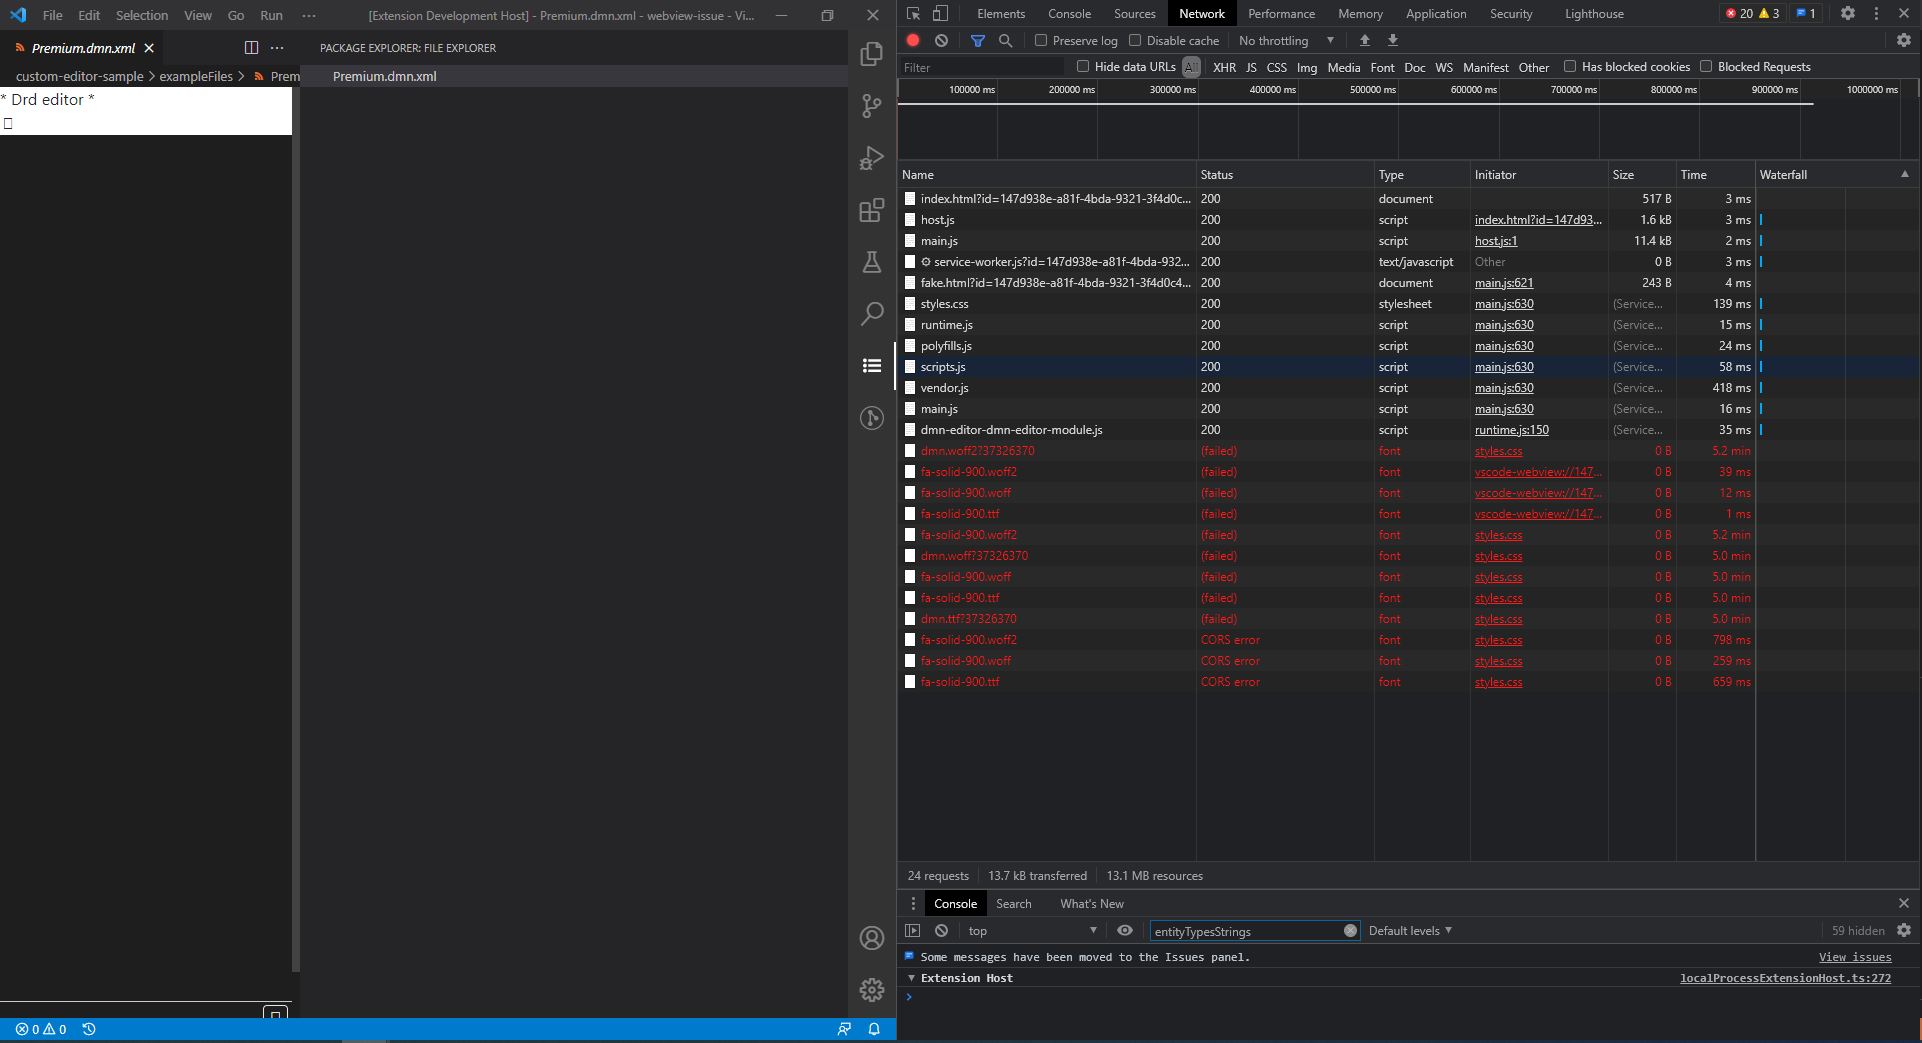 File Edit Selection View Go Run ··· [Extension Development Host] - Premium.dmn.xml - webview-issue - Vi...
Premium.dmn.xml
custom-editor-sample > exampleFiles > Prem
* Drd editor *
PACKAGE EXPLORER: FILE EXPLORER
Premium.dmn.xml
0 0
Elements Console Sources Network Performance Memory Application Security Lighthouse 20 3 1
Preserve log Disable cache No throttling
Filter Hide data URLs All XHR JS CSS Img Media Font Doc WS Manifest Other Has blocked cookies Blocked Requests
100000 ms 200000 ms 300000 ms 400000 ms 500000 ms 600000 ms 700000 ms 800000 ms 900000 ms 1000000 ms
Name Status Type Initiator Size Time Waterfall
index.html?id=147d938e-a81f-4bda-9321-3f4d0c... 200 document 517 B 3 ms
host.js 200 script index.html?id=147d93... 1.6 kB 3 ms
main.js 200 script host.js:1 11.4 kB 2 ms
service-worker.js?id=147d938e-a81f-4bda-932... 200 text/javascript Other 0 B 3 ms
fake.html?id=147d938e-a81f-4bda-9321-3f4d0c4... 200 document main.js:621 243 B 4 ms
styles.css 200 stylesheet main.js:630 (Service... 139 ms
runtime.js 200 script main.js:630 (Service... 15 ms
polyfills.js 200 script main.js:630 (Service... 24 ms
scripts.js 200 script main.js:630 (Service... 58 ms
vendor.js 200 script main.js:630 (Service... 418 ms
main.js 200 script main.js:630 (Service... 16 ms
dmn-editor-dmn-editor-module.js 200 script runtime.js:150 (Service... 35 ms
dmn.woff2?37326370 (failed) font styles.css 0 B 5.2 min
fa-solid-900.woff2 (failed) font vscode-webview://147... 0 B 39 ms
fa-solid-900.woff (failed) font vscode-webview://147... 0 B 12 ms
fa-solid-900.ttf (failed) font vscode-webview://147... 0 B 1 ms
fa-solid-900.woff2 (failed) font styles.css 0 B 5.2 min
dmn.woff?37326370 (failed) font styles.css 0 B 5.0 min
fa-solid-900.woff (failed) font styles.css 0 B 5.0 min
fa-solid-900.ttf (failed) font styles.css 0 B 5.0 min
dmn.ttf?37326370 (failed) font styles.css 0 B 5.0 min
fa-solid-900.woff2 CORS error font styles.css 0 B 798 ms
fa-solid-900.woff CORS error font styles.css 0 B 259 ms
fa-solid-900.ttf CORS error font styles.css 0 B 659 ms
24 requests 13.7 kB transferred 13.1 MB resources
Console Search What's New
top entityTypesStrings Default levels 59 hidden
Some messages have been moved to the Issues panel. View issues
Extension Host localProcessExtensionHost.ts:272